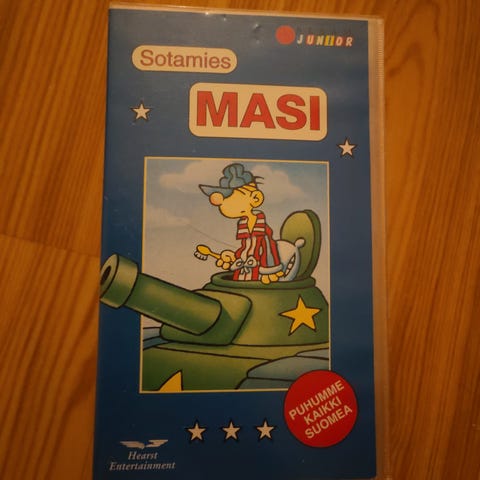 JUNIOR
Sotamies
MASI
PUHUMME
KAIKKI
SUOMEA
Hearst
Entertainment